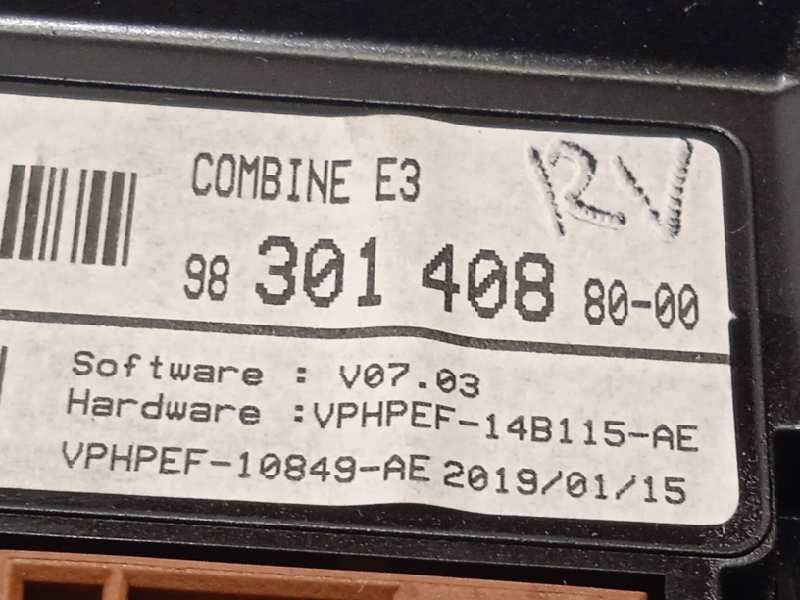 COMBINE E3
RV
98 301 408 80-00
Software : V07.03
Hardware :VPHPEF-14B115-AE
VPHPEF-10849-AE 2019/01/15